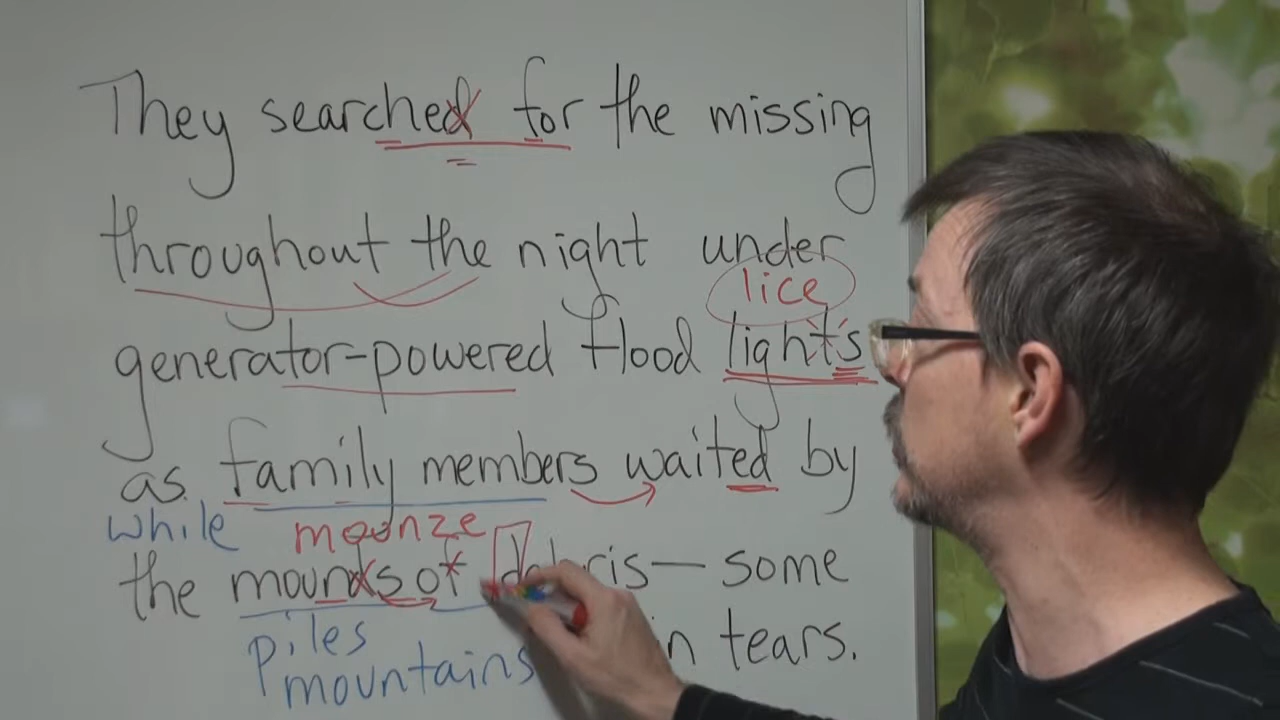 They searched for the missing
throughout the night under
lice
generator-powered flood lights
as family members waited by
while mounze
the mounds of debris— some
piles in tears.
mountains